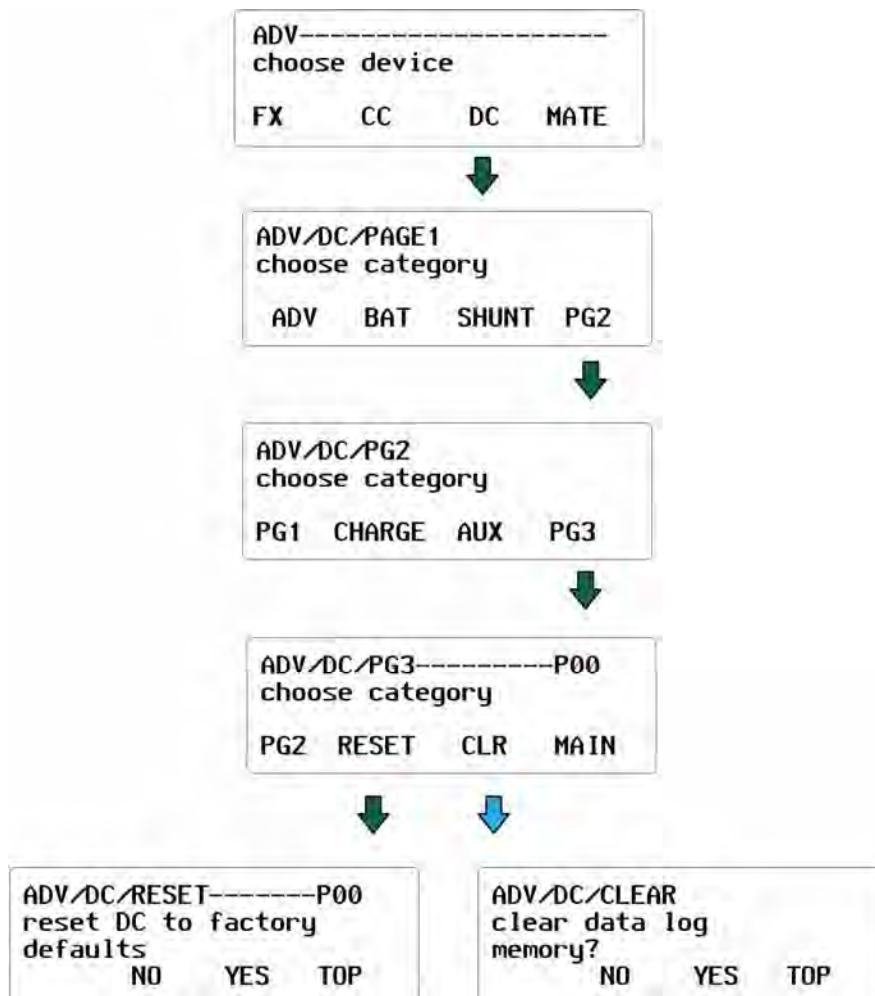 ADV----------------------
choose device
FX CC DC MATE
ADV/DC/PAGE1
choose category
ADV BAT SHUNT PG2
ADV/DC/PG2
choose category
PG1 CHARGE AUX PG3
ADV/DC/PG3----------P00
choose category
PG2 RESET CLR MAIN
ADV/DC/RESET-------P00
reset DC to factory
defaults
NO YES TOP
ADV/DC/CLEAR
clear data log
memory?
NO YES TOP